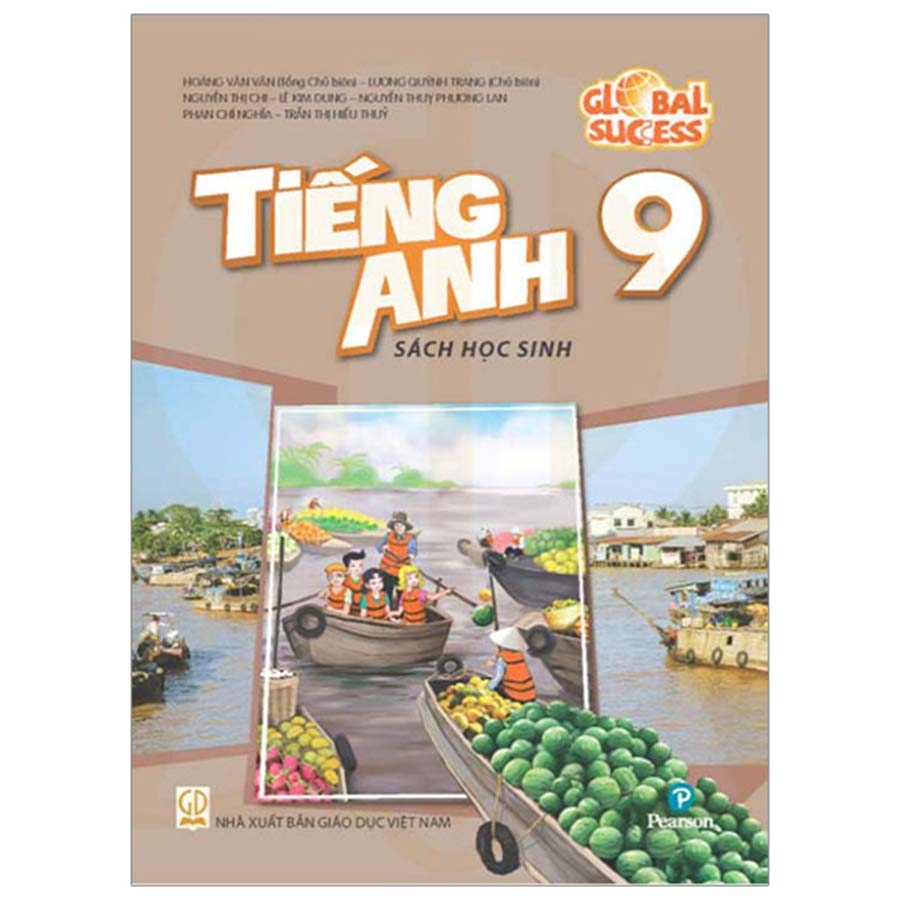 HOÀNG VĂN VÂN (Tổng Chủ biên) – LƯƠNG QUỲNH TRANG (Chủ biên)
NGUYỄN THỊ CHI – LÊ KIM DUNG – NGUYỄN THUỴ PHƯƠNG LAN
PHAN CHÍ NGHĨA – TRẦN THỊ HIẾU THUỶ
GLOBAL
SUCCESS
TIẾNG
ANH 9
SÁCH HỌC SINH
GD
NHÀ XUẤT BẢN GIÁO DỤC VIỆT NAM
P
Pearson